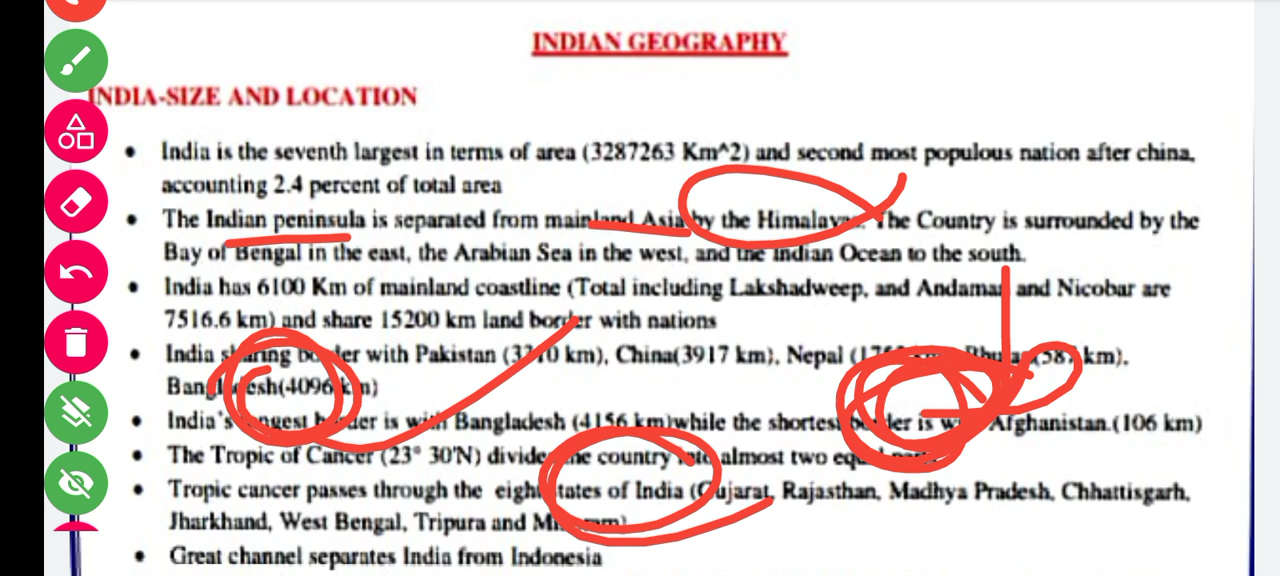 INDIAN GEOGRAPHY
INDIA-SIZE AND LOCATION
• India is the seventh largest in terms of area (3287263 Km^2) and second most populous nation after china,
accounting 2.4 percent of total area
• The Indian peninsula is separated from mainland Asia by the The Country is surrounded by the
Bay of Bengal in the east, the Arabian Sea in the west, and the Indian Ocean to the south.
• India has 6100 Km of mainland coastline (Total including Lakshadweep, and Andaman and Nicobar are
7516.6 km) and share 15200 km land border with nations
• India sharing border with Pakistan km), China(3917 km), Nepal km),
Bangladesh(4096 km)
• India's longest border is with Bangladesh (4156 km)while the shortest border is Afghanistan.(106 km)
• The Tropic of Cancer (23° 30'N) divides the country into almost two equal
• Tropic cancer passes through the eight states of India (Gujarat, Rajasthan, Madhya Pradesh, Chhattisgarh,
Jharkhand, West Bengal, Tripura and
• Great channel separates India from Indonesia